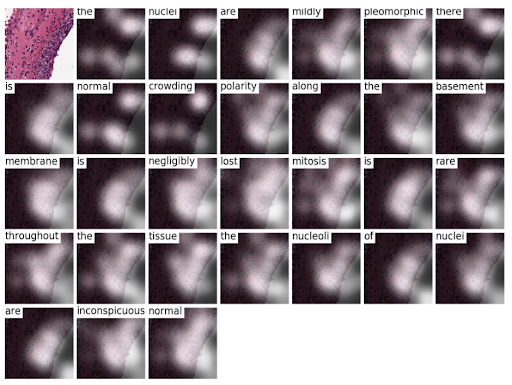 the nuclei are mildly pleomorphic there
is normal crowding polarity along the basement
membrane is negligibly lost mitosis is rare
throughout the tissue the nucleoli of nuclei
are inconspicuous normal